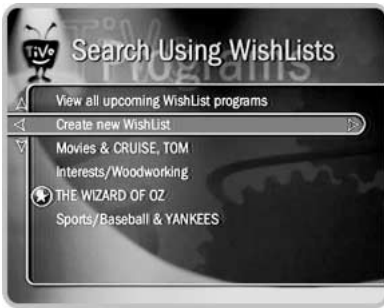 TiVo
Search Using WishLists
Programs
View all upcoming WishList programs
Create new WishList
Movies & CRUISE, TOM
Interests/Woodworking
THE WIZARD OF OZ
Sports/Baseball & YANKEES